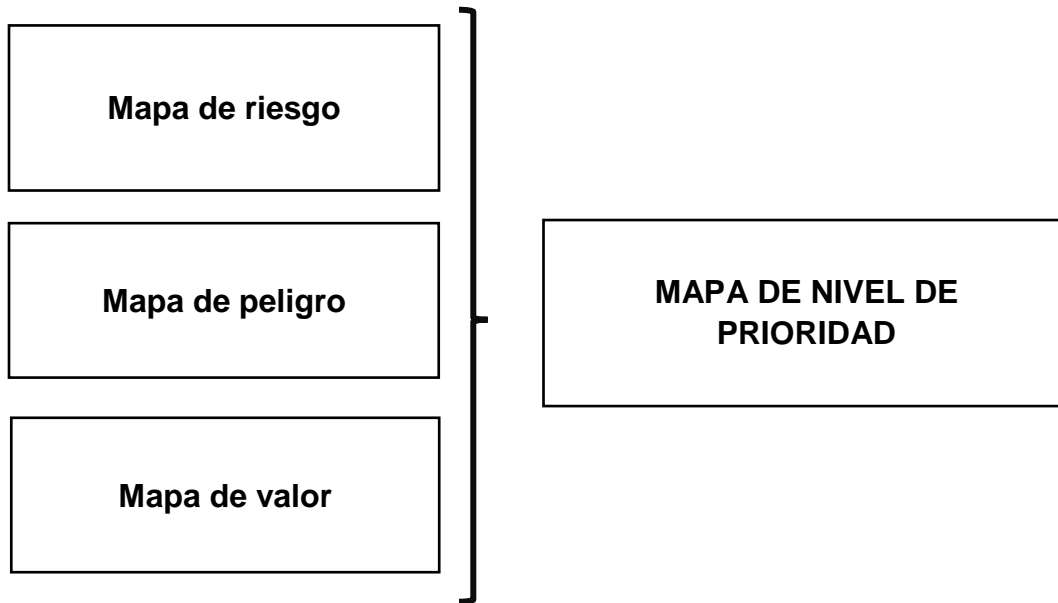 Mapa de riesgo
Mapa de peligro
Mapa de valor
MAPA DE NIVEL DE
PRIORIDAD